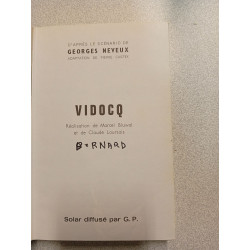 D'APRÈS LE SCÉNARIO DE
GEORGES NEVEUX
VIDOCQ
Réalisation de Marcel Bluwal
et de Claude Loursais
BERNARD
Solar diffusé par G. P.